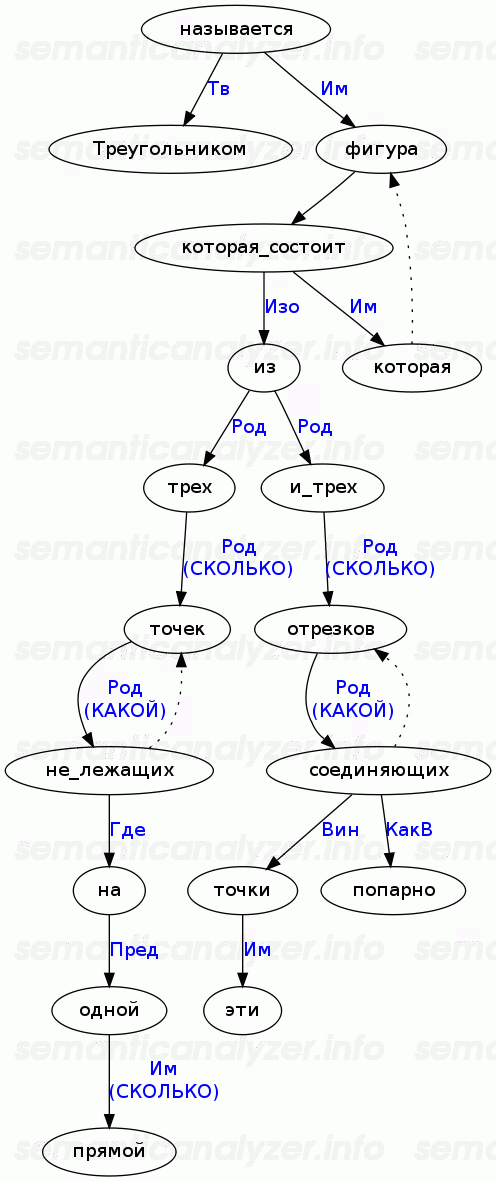 называется
Тв
Им
Треугольником
фигура
которая_состоит
Изо
Им
из
которая
Род
Род
трех
и_трех
Род
(СКОЛЬКО)
Род
(СКОЛЬКО)
точек
отрезков
Род
(КАКОЙ)
Род
(КАКОЙ)
не_лежащих
соединяющих
Где
Вин
КакВ
на
точки
попарно
Пред
Им
одной
эти
Им
(СКОЛЬКО)
прямой
semanticanalyzer.info